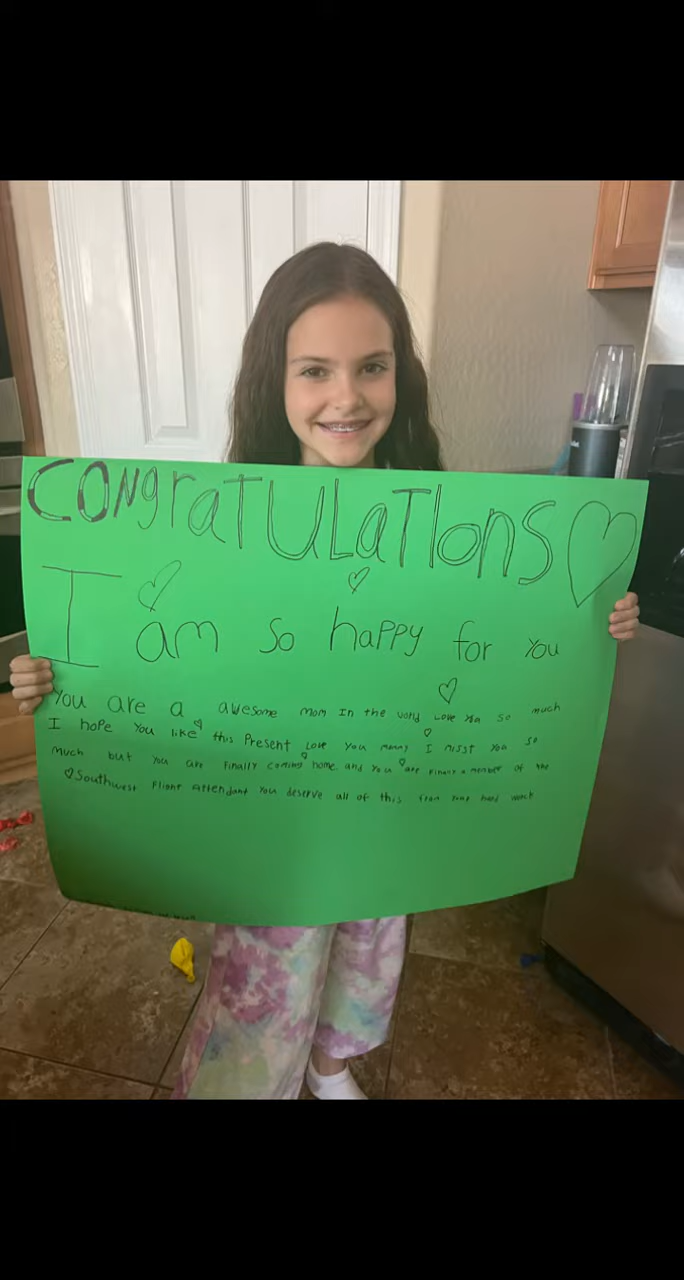 CONgraTULaTIonS
I am so happy for you
You are a awesome mom In the world Love You so much
I hope you like this Present Love you mommy I misst you so
much but you are finally coming home and you are finaly a member of the
Southwest Flight attendant you deserve all of this from your hard work